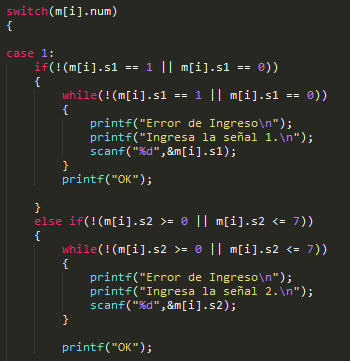 switch(m[i].num)
{
case 1:
if(!(m[i].s1 == 1 || m[i].s1 == 0))
{
while(!(m[i].s1 == 1 || m[i].s1 == 0))
{
printf("Error de Ingreso\n");
printf("Ingresa la señal 1.\n");
scanf("%d",&m[i].s1);
}
printf("OK");
}
else if(!(m[i].s2 >= 0 || m[i].s2 <= 7))
{
while(!(m[i].s2 >= 0 || m[i].s2 <= 7))
{
printf("Error de Ingreso\n");
printf("Ingresa la señal 2.\n");
scanf("%d",&m[i].s2);
}
printf("OK");